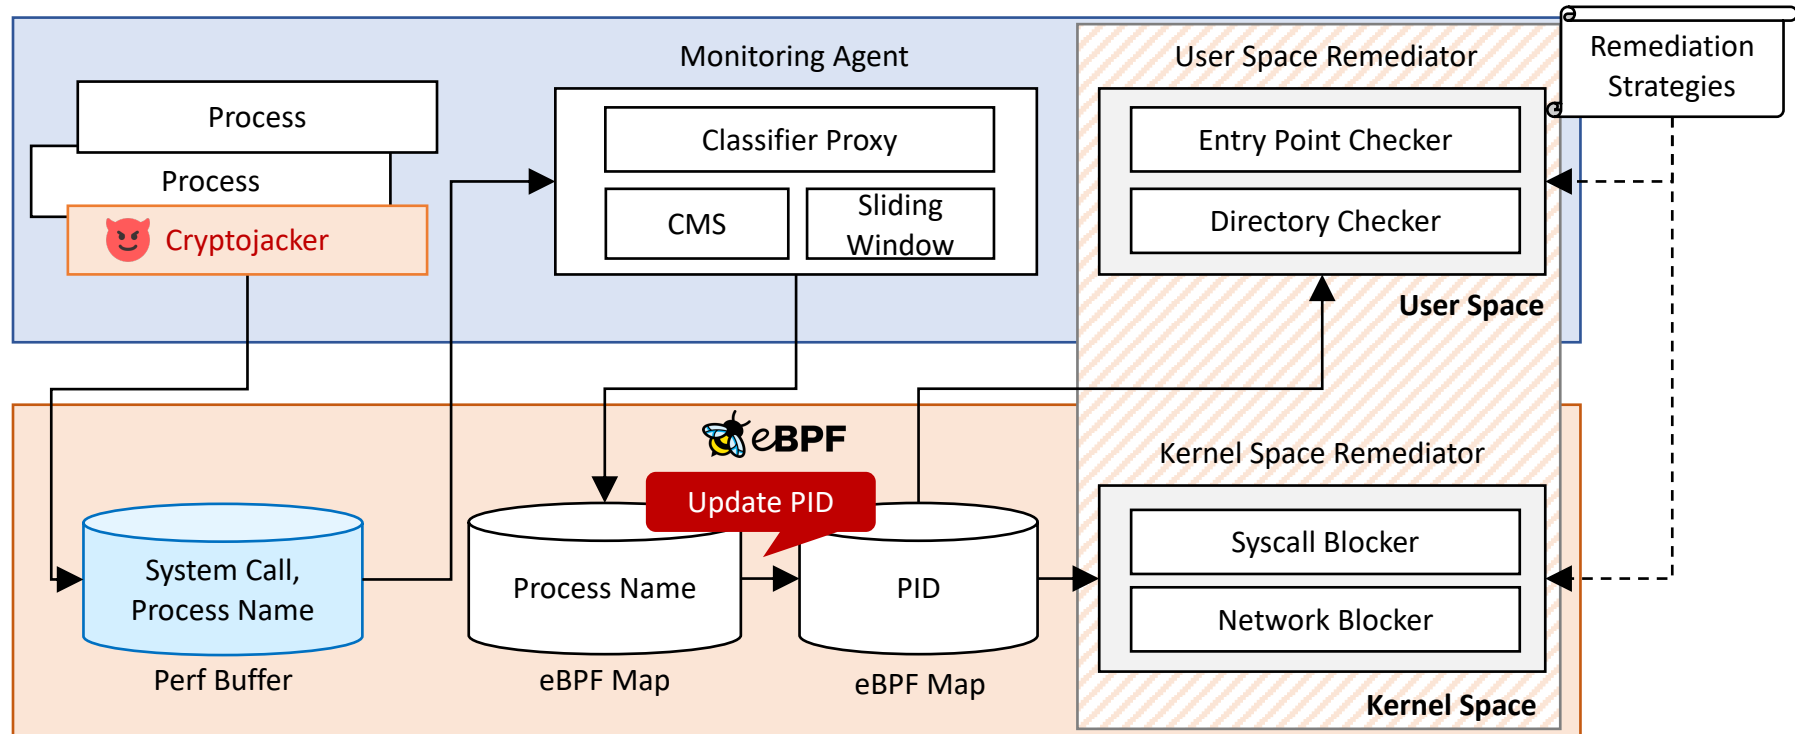 Monitoring Agent
User Space Remediator
Remediation
Strategies
Process
Process
Cryptojacker
Classifier Proxy
CMS
Sliding
Window
Entry Point Checker
Directory Checker
User Space
eBPF
Kernel Space Remediator
Update PID
System Call,
Process Name
Process Name
PID
Syscall Blocker
Network Blocker
Perf Buffer
eBPF Map
eBPF Map
Kernel Space